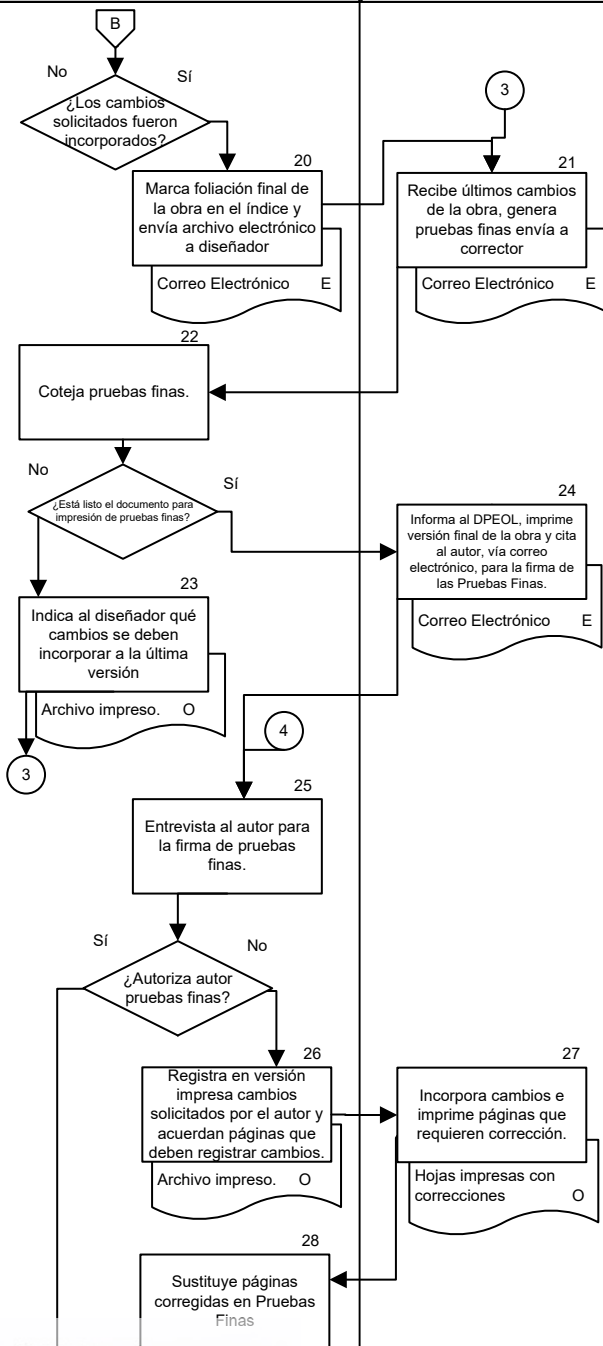 B
No
Sí
¿Los cambios
solicitados fueron
incorporados?
3
20
Marca foliación final de
la obra en el índice y
envía archivo electrónico
a diseñador
Correo Electrónico E
21
Recibe últimos cambios
de la obra, genera
pruebas finas envía a
corrector
Correo Electrónico E
22
Coteja pruebas finas.
No
Sí
¿Está listo el documento para
impresión de pruebas finas?
24
Informa al DPEOL, imprime
versión final de la obra y cita
al autor, vía correo
electrónico, para la firma de
las Pruebas Finas.
Correo Electrónico E
23
Indica al diseñador qué
cambios se deben
incorporar a la última
versión
Archivo impreso. O
3
4
25
Entrevista al autor para
la firma de pruebas
finas.
Sí
No
¿Autoriza autor
pruebas finas?
26
Registra en versión
impresa cambios
solicitados por el autor y
acuerdan páginas que
deben registrar cambios.
Archivo impreso. O
27
Incorpora cambios e
imprime páginas que
requieren corrección.
Hojas impresas con
correcciones O
28
Sustituye páginas
corregidas en Pruebas
Finas